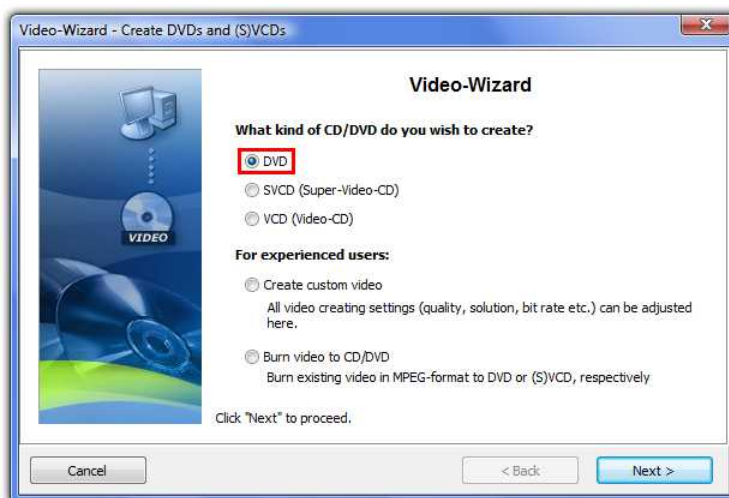 Video-Wizard - Create DVDs and (S)VCDs
Video-Wizard
What kind of CD/DVD do you wish to create?
DVD
SVCD (Super-Video-CD)
VCD (Video-CD)
VIDEO
For experienced users:
Create custom video
All video creating settings (quality, solution, bit rate etc.) can be adjusted
here.
Burn video to CD/DVD
Burn existing video in MPEG-format to DVD or (S)VCD, respectively
Click "Next" to proceed.
Cancel
< Back
Next >